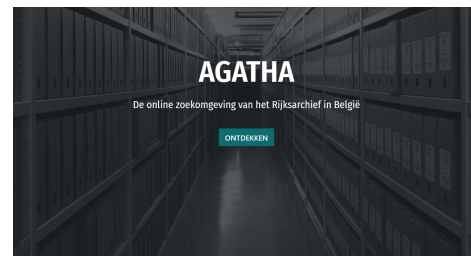 AGATHA
De online zoekomgeving van het Rijksarchief in België
ONTDEKKEN